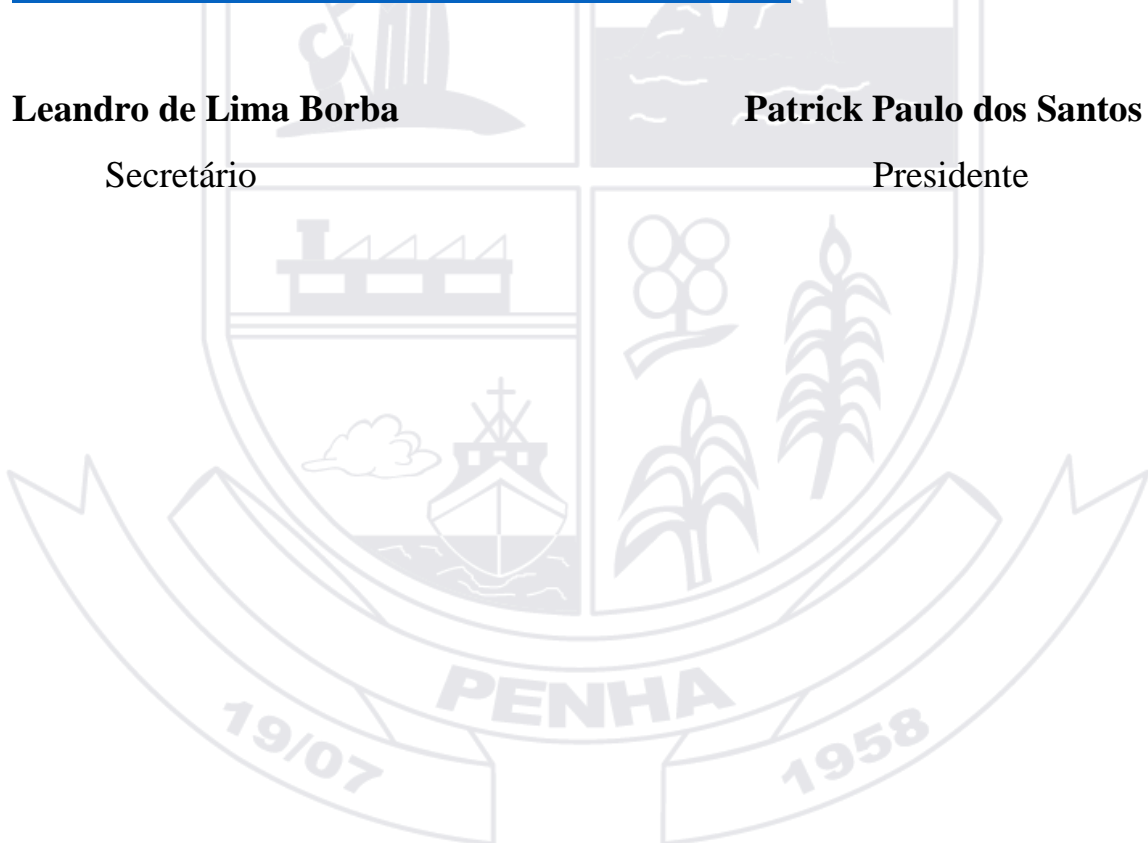 Leandro de Lima Borba Patrick Paulo dos Santos
Secretário Presidente
PENHA
19/07 1958